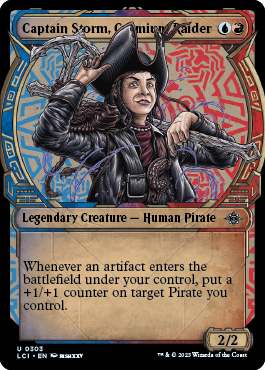 Captain Storm, Cosmium Raider
Legendary Creature — Human Pirate
Whenever an artifact enters the
battlefield under your control, put a
+1/+1 counter on target Pirate you
control.
2/2
U 0303
LCI • EN
™ & © 2023 Wizards of the Coast